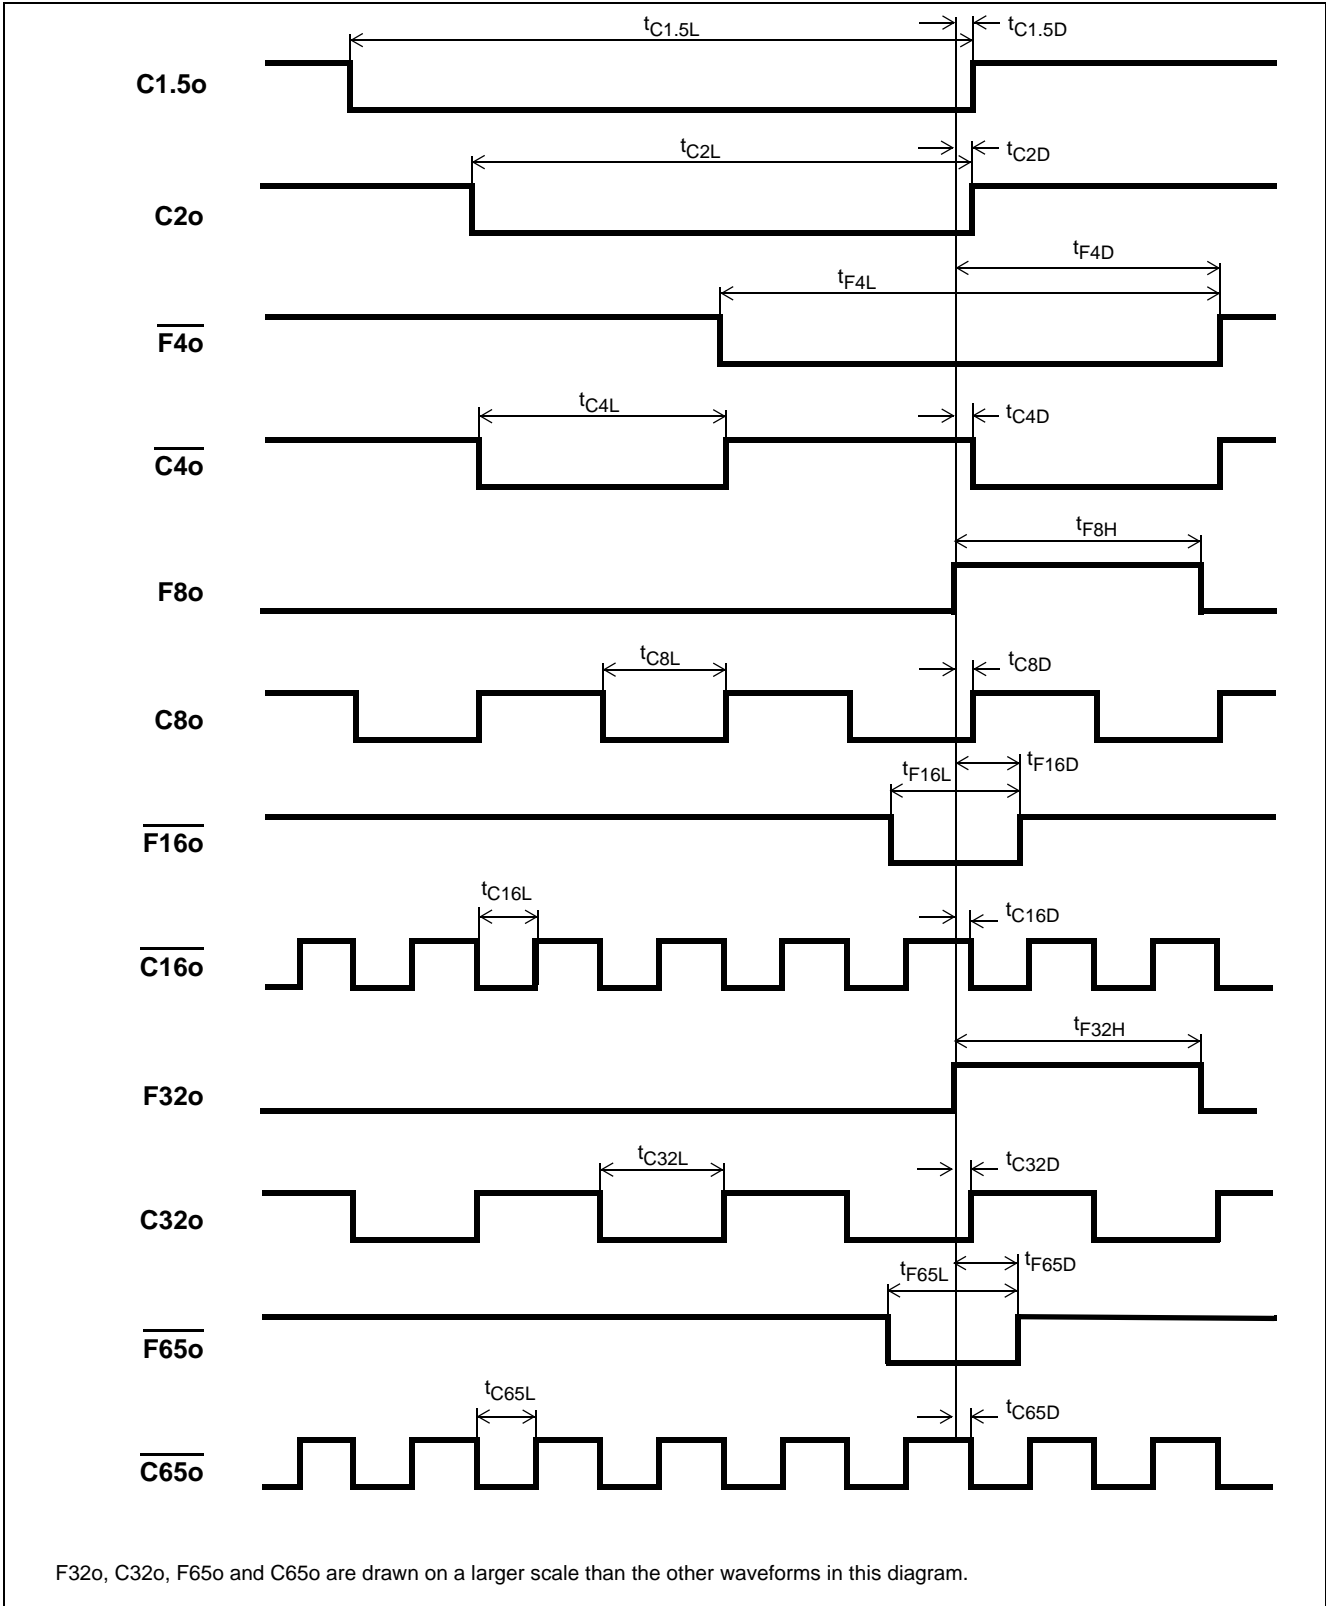 tC1.5L
tC1.5D
C1.5o
tC2L
tC2D
C2o
tF4D
tF4L
F4o
tC4L
tC4D
C4o
tF8H
F8o
tC8L
tC8D
C8o
tF16L
tF16D
F16o
tC16L
tC16D
C16o
tF32H
F32o
tC32L
tC32D
C32o
tF65L
tF65D
F65o
tC65L
tC65D
C65o
F32o, C32o, F65o and C65o are drawn on a larger scale than the other waveforms in this diagram.